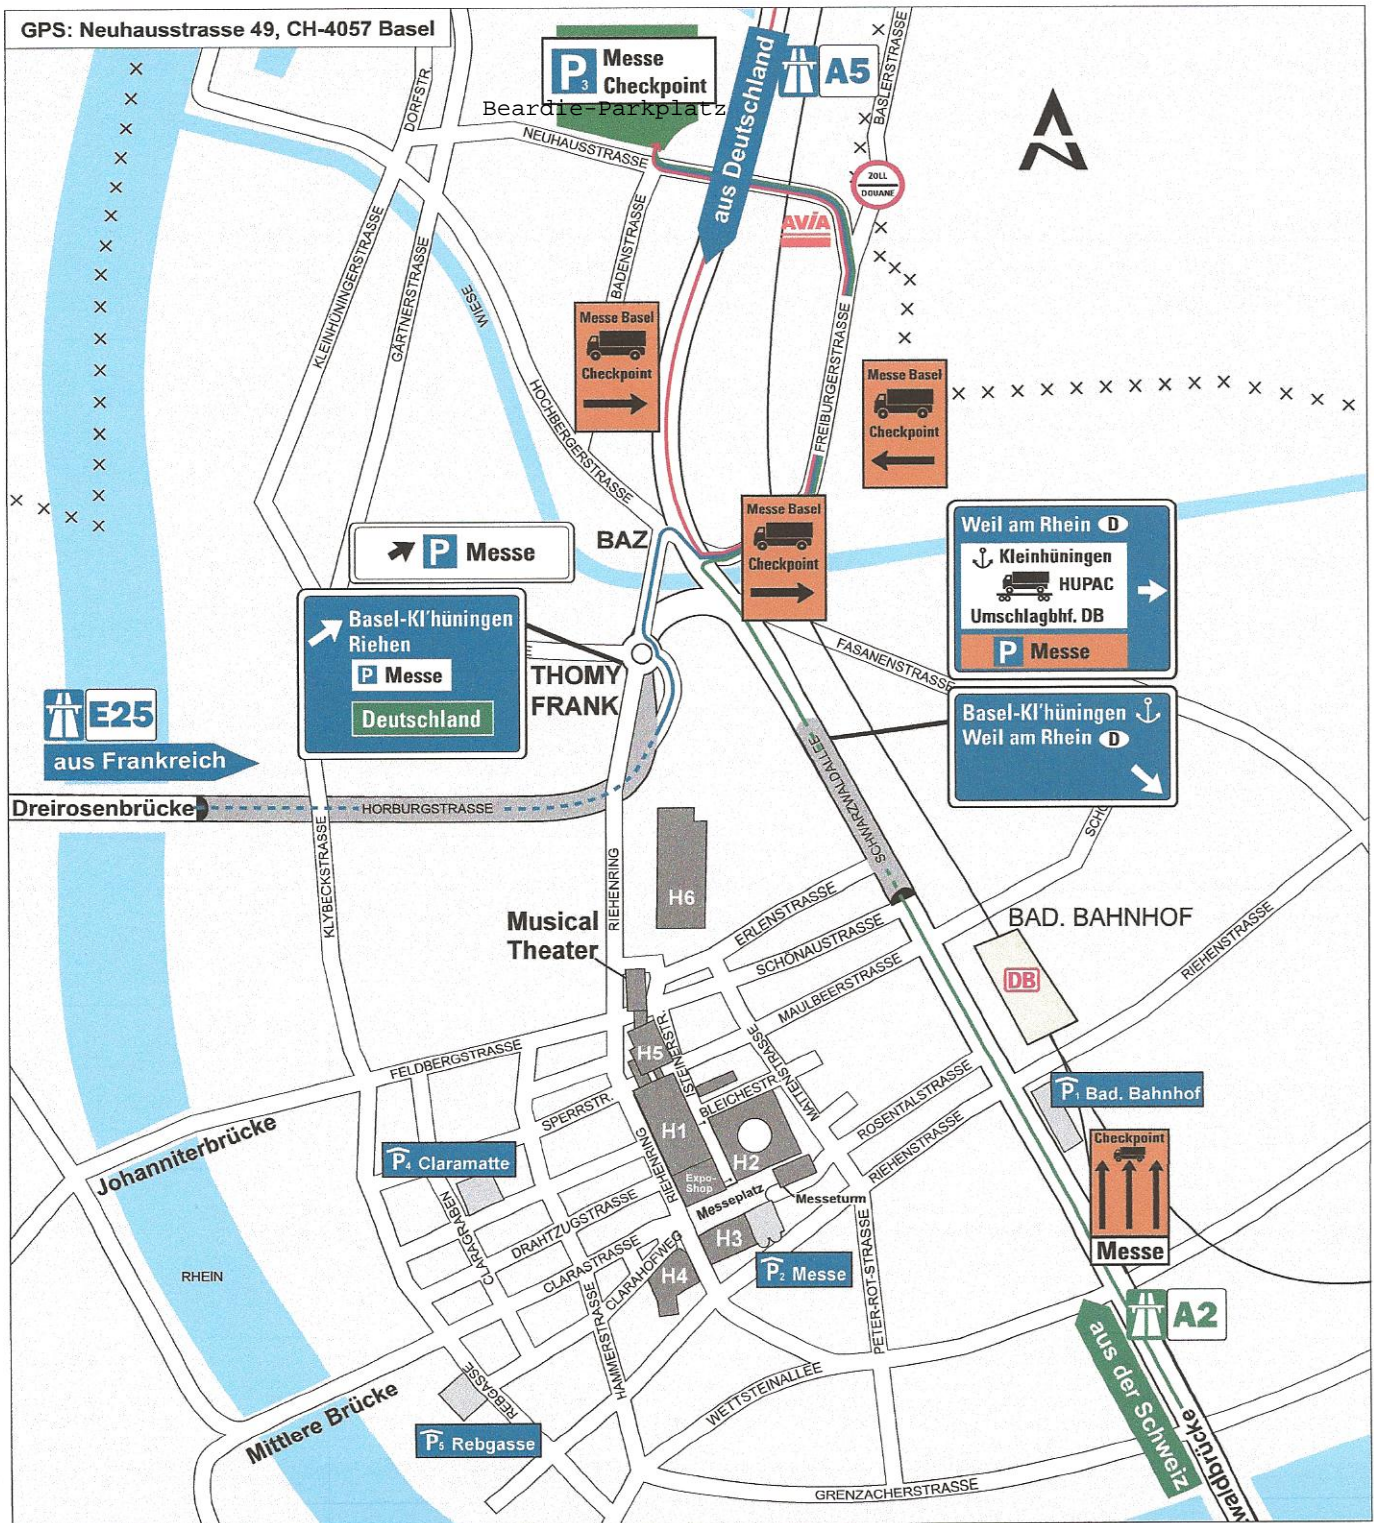 GPS: Neuhausstrasse 49, CH-4057 Basel
P3 Messe
Checkpoint
Beardie-Parkplatz
aus Deutschland
A5
BASLERSTRASSE
DORFSTR.
NEUHAUSSTRASSE
ZOLL
DOUANE
AVIA
KLEINHÜNINGERSTRASSE
GÄRTNERSTRASSE
WIESE
BADENSTRASSE
HOCHBERGERSTRASSE
FREIBURGERSTRASSE
Messe Basel
Checkpoint
Messe Basel
Checkpoint
Messe Basel
Checkpoint
BAZ
P Messe
Basel-Kl'hüningen
Riehen
P Messe
Deutschland
THOMY
FRANK
Weil am Rhein D
Kleinhüningen
HUPAC
Umschlagbhf. DB
P Messe
FASANENSTRASSE
Basel-Kl'hüningen
Weil am Rhein D
E25
aus Frankreich
Dreirosenbrücke
HORBURGSTRASSE
SCHWARZWALDALLEE
SCHO
KLYBECKSTRASSE
RIEHENRING
H6
Musical
Theater
ERLENSTRASSE
SCHÖNAUSTRASSE
MAULBEERSTRASSE
BAD. BAHNHOF
DB
RIEHENSTRASSE
FELDBERGSTRASSE
ISTEINERSTR.
H5
MATTENSTRASSE
BLEICHESTR.
SPERRSTR.
H1
H2
ROSENTALSTRASSE
RIEHENSTRASSE
P1 Bad. Bahnhof
Johanniterbrücke
P4 Claramatte
RIEHENRING
Expo-
Shop
Messeplatz
Messeturm
Checkpoint
Messe
CLARAGRABEN
DRAHTZUGSTRASSE
CLARASTRASSE
CLARAHOFWEG
H3
H4
P2 Messe
RHEIN
HAMMERSTRASSE
PETER-ROT-STRASSE
A2
aus der Schweiz
Mittlere Brücke
REBGASSE
P5 Rebgasse
WETTSTEINALLEE
GRENZACHERSTRASSE
waldbrücke